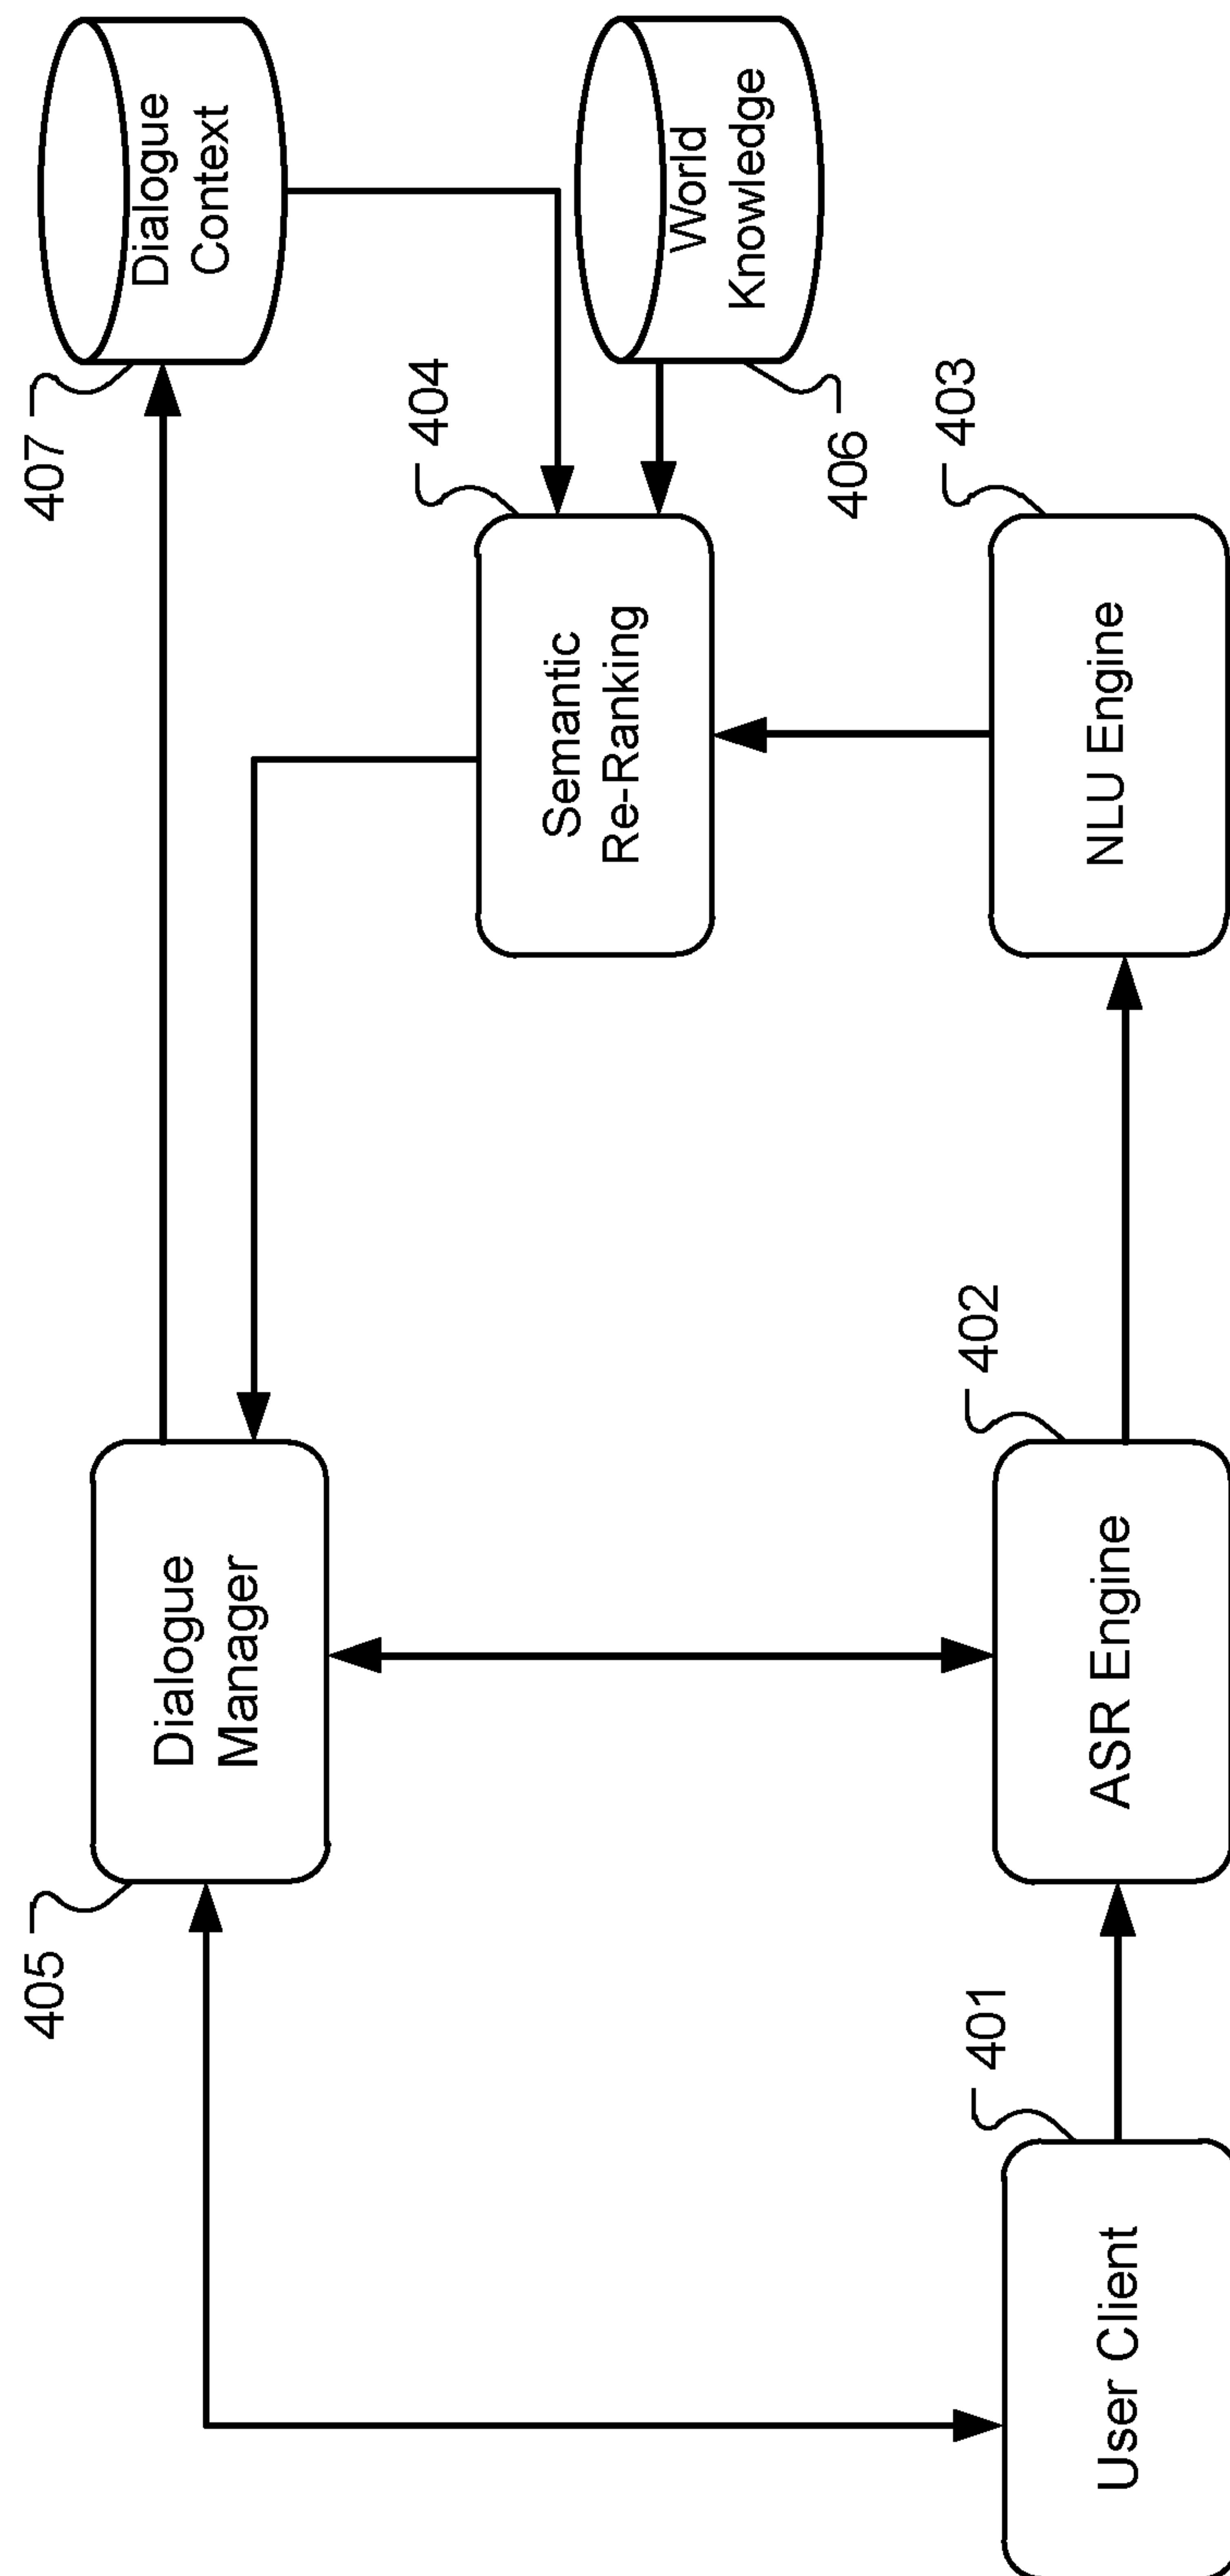 405
Dialogue
Manager
407
Dialogue
Context
404
Semantic
Re-Ranking
World
Knowledge
406
401
User Client
402
ASR Engine
403
NLU Engine